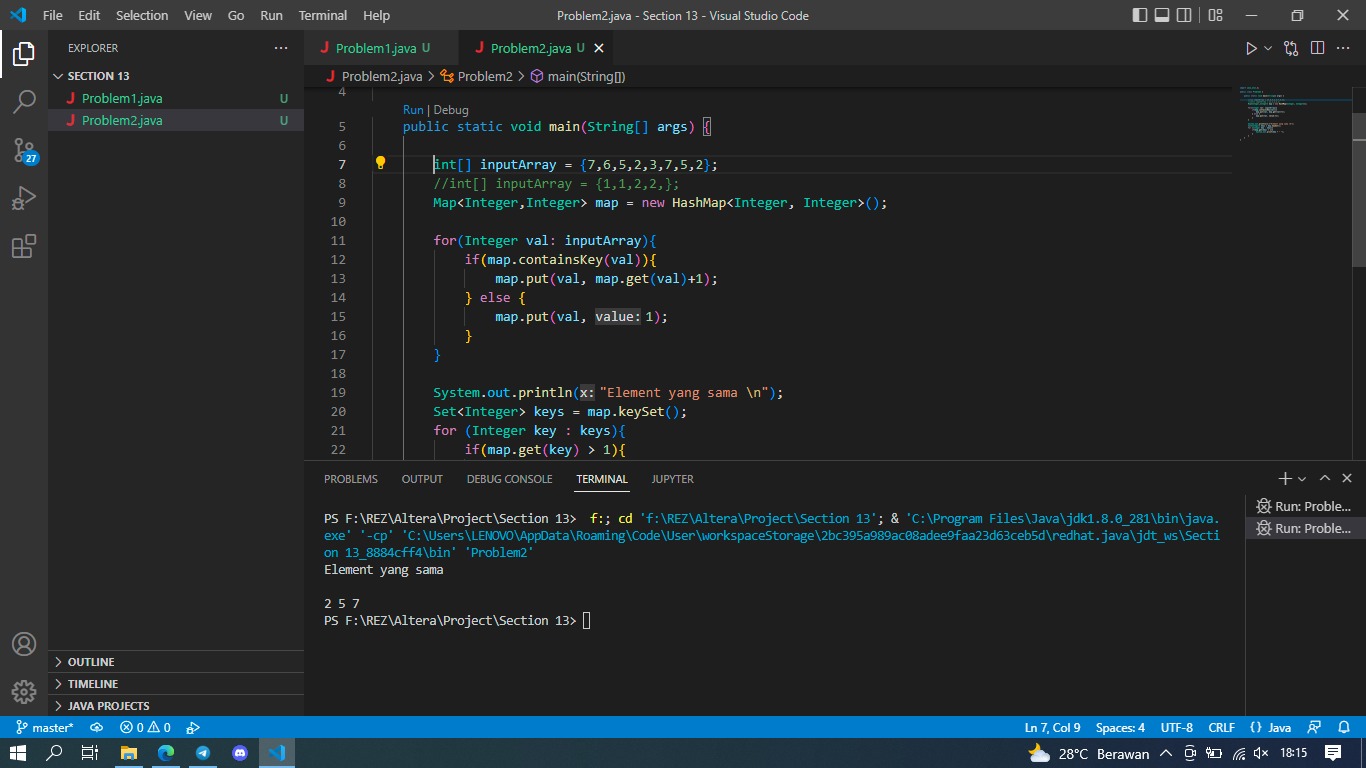 File Edit Selection View Go Run Terminal Help Problem2.java - Section 13 - Visual Studio Code
EXPLORER
SECTION 13
Problem1.java U
Problem2.java U
27
OUTLINE
TIMELINE
JAVA PROJECTS
Problem1.java U Problem2.java U
Problem2.java > Problem2 > main(String[])
4
Run | Debug
5 public static void main(String[] args) {
6
7 int[] inputArray = {7,6,5,2,3,7,5,2};
8 //int[] inputArray = {1,1,2,2,};
9 Map<Integer,Integer> map = new HashMap<Integer, Integer>();
10
11 for(Integer val: inputArray){
12 if(map.containsKey(val)){
13 map.put(val, map.get(val)+1);
14 } else {
15 map.put(val, value: 1);
16 }
17 }
18
19 System.out.println(x: "Element yang sama \n");
20 Set<Integer> keys = map.keySet();
21 for (Integer key : keys){
22 if(map.get(key) > 1){
PROBLEMS OUTPUT DEBUG CONSOLE TERMINAL JUPYTER
PS F:\REZ\Altera\Project\Section 13> f:; cd 'f:\REZ\Altera\Project\Section 13'; & 'C:\Program Files\Java\jdk1.8.0_281\bin\java.
exe' '-cp' 'C:\Users\LENOVO\AppData\Roaming\Code\User\workspaceStorage\2bc395a989ac08adee9faa23d63ceb5d\redhat.java\jdt_ws\Secti
on 13_8884cff4\bin' 'Problem2'
Element yang sama
2 5 7
PS F:\REZ\Altera\Project\Section 13>
Run: Proble...
Run: Proble...
master* 0 0 Ln 7, Col 9 Spaces: 4 UTF-8 CRLF {} Java
28°C Berawan 18:15